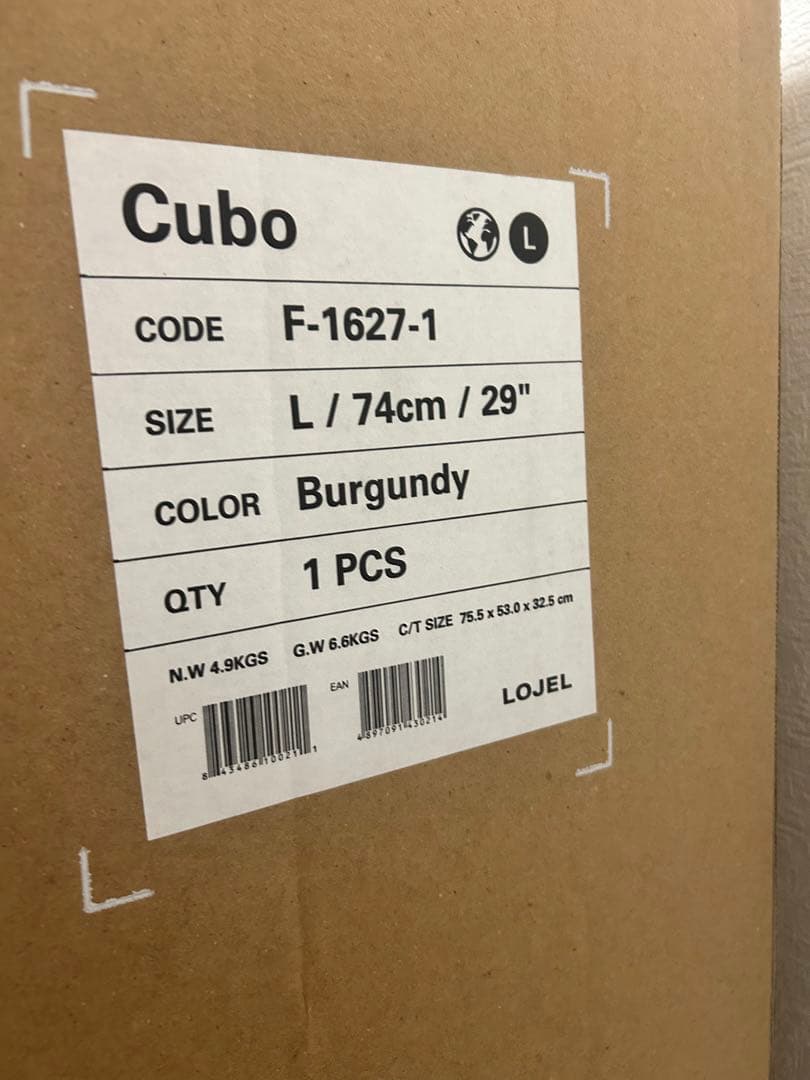 Cubo
L
CODE F-1627-1
SIZE L / 74cm / 29"
COLOR Burgundy
QTY 1 PCS
N.W 4.9KGS G.W 6.6KGS C/T SIZE 75.5 x 53.0 x 32.5 cm
UPC
EAN
4897091430214
LOJEL